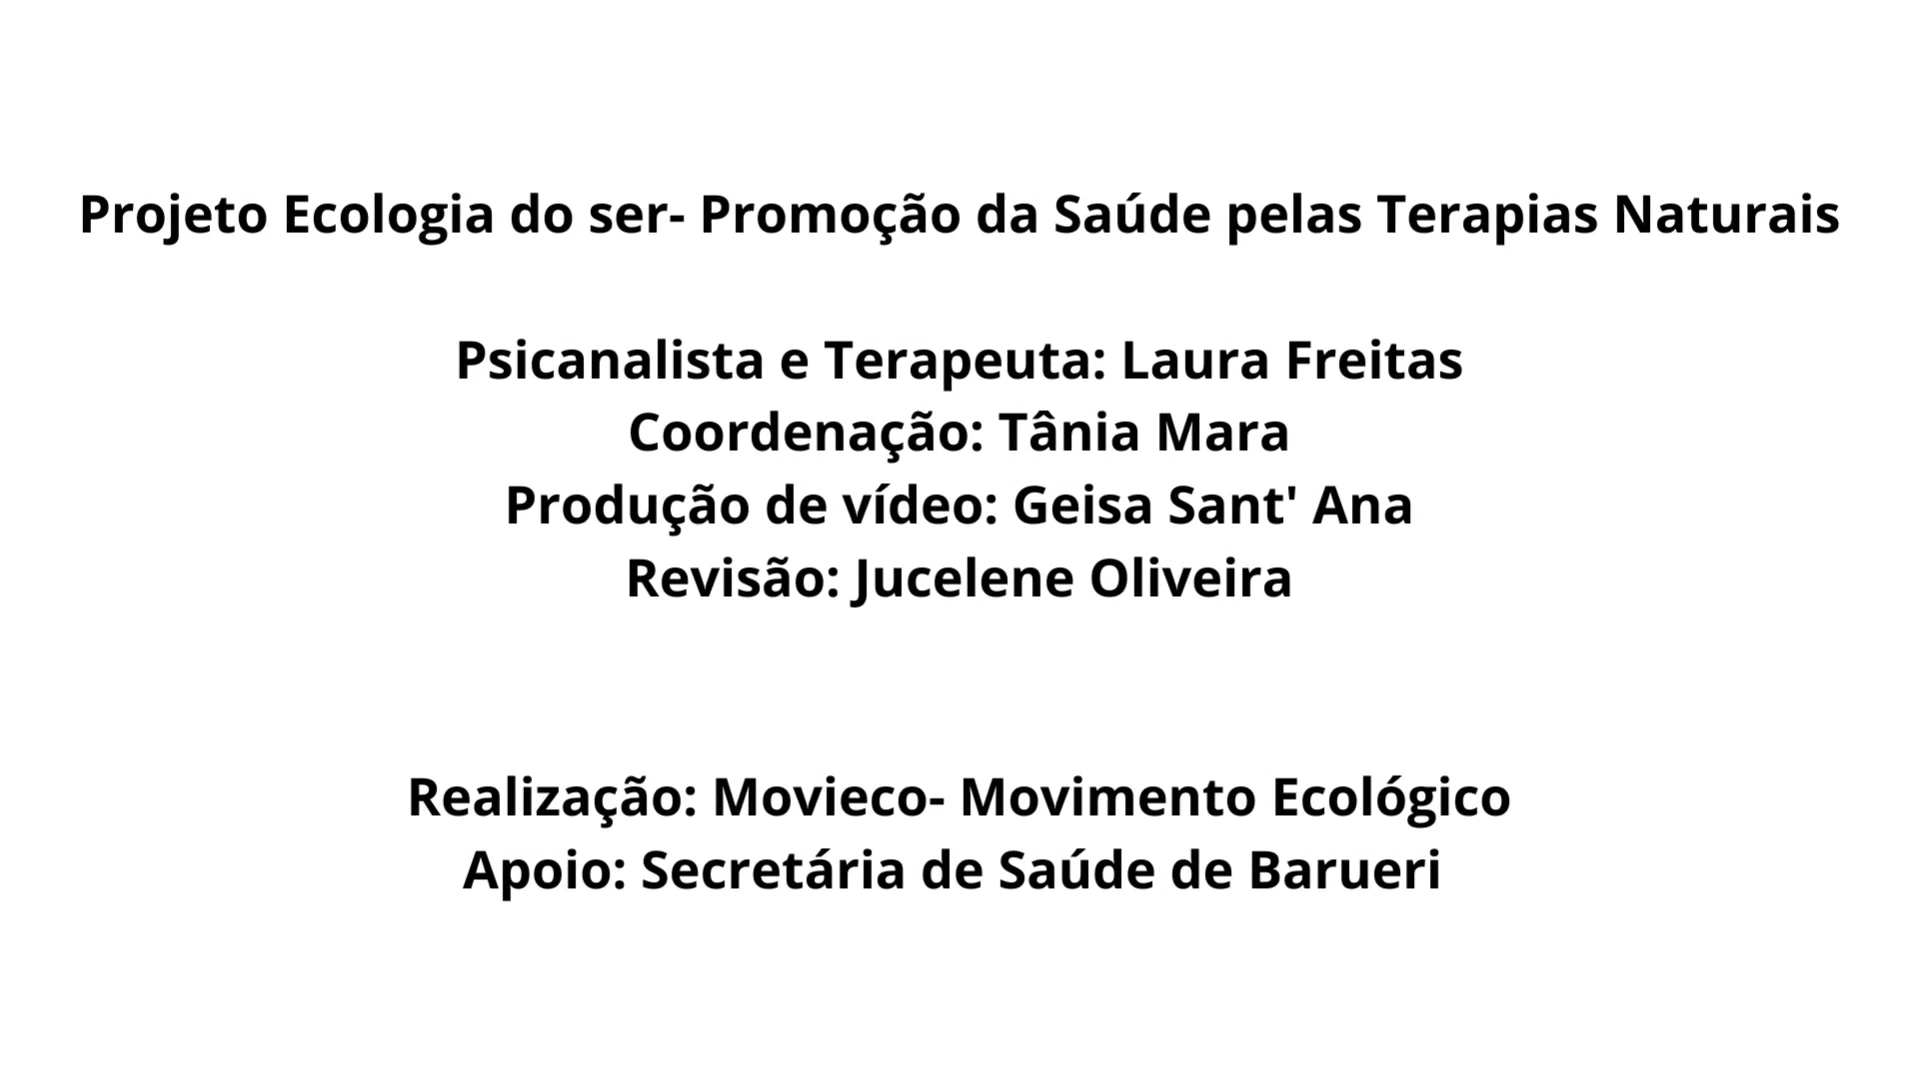 Projeto Ecologia do ser- Promoção da Saúde pelas Terapias Naturais
Psicanalista e Terapeuta: Laura Freitas
Coordenação: Tânia Mara
Produção de vídeo: Geisa Sant' Ana
Revisão: Jucelene Oliveira
Realização: Movieco- Movimento Ecológico
Apoio: Secretária de Saúde de Barueri